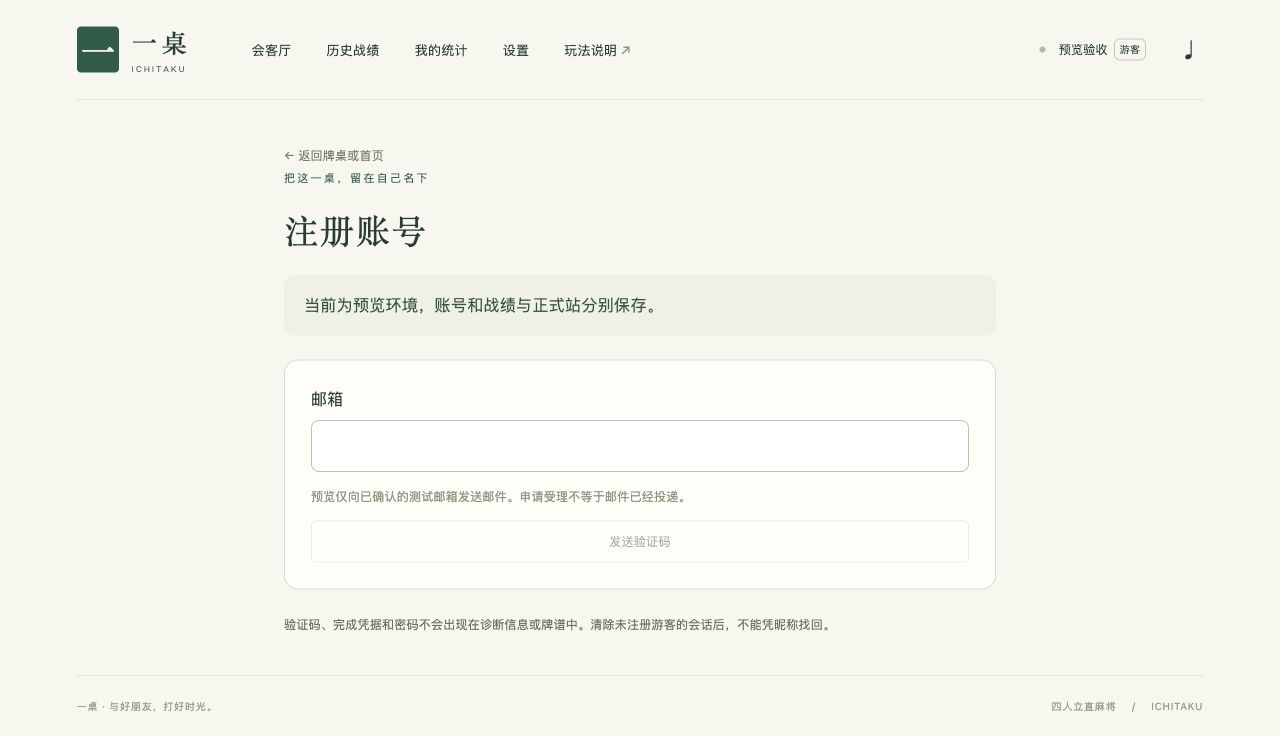 一桌
ICHITAKU
会客厅 历史战绩 我的统计 设置 玩法说明 ↗
预览验收 游客 ♩
← 返回牌桌或首页
把这一桌，留在自己名下
注册账号
当前为预览环境，账号和战绩与正式站分别保存。
邮箱
预览仅向已确认的测试邮箱发送邮件。申请受理不等于邮件已经投递。
发送验证码
验证码、完成凭据和密码不会出现在诊断信息或牌谱中。清除未注册游客的会话后，不能凭昵称找回。
一桌 · 与好朋友，打好时光。
四人立直麻将 / ICHITAKU